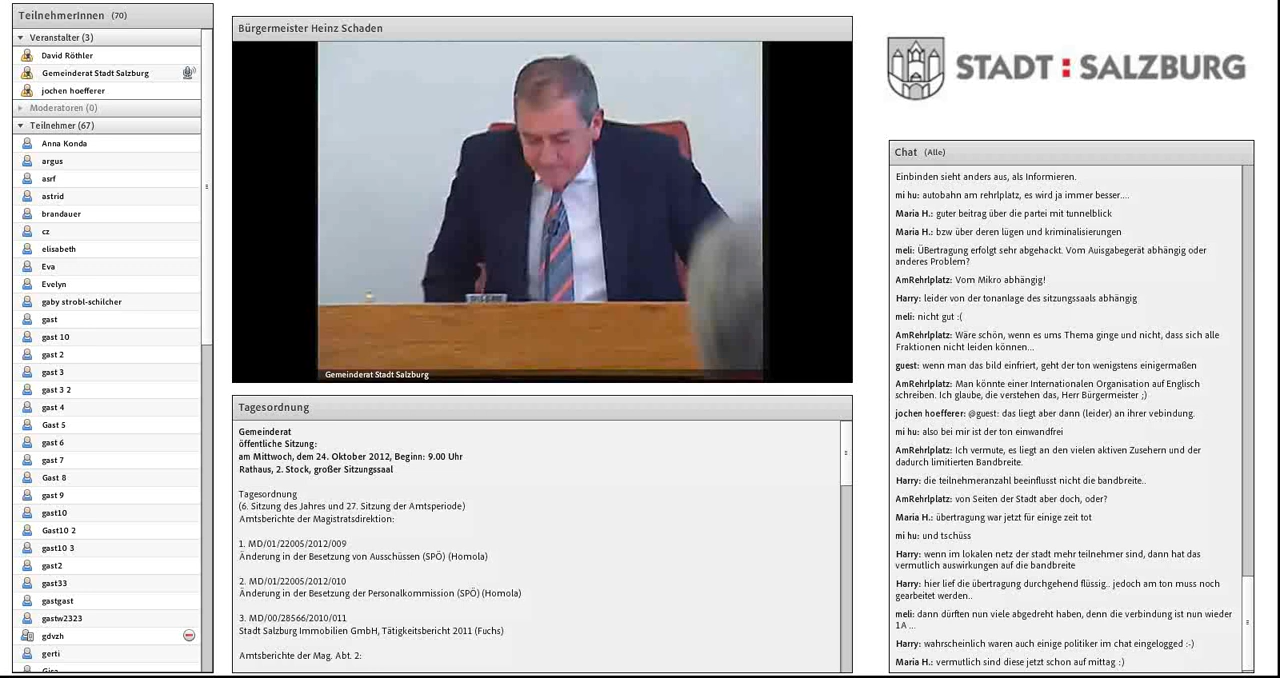 TeilnehmerInnen (70)
Veranstalter (3)
David Röthler
Gemeinderat Stadt Salzburg
jochen hoefferer
Moderatoren (0)
Teilnehmer (67)
Anna Konda
argus
asrf
astrid
brandauer
cz
elisabeth
Eva
Evelyn
gaby strobl-schilcher
gast
gast 10
gast 2
gast 3
gast 3 2
gast 4
Gast 5
gast 6
gast 7
Gast 8
gast 9
gast10
Gast10 2
gast10 3
gast2
gast33
gastgast
gastw2323
gdvzh
gerti
Bürgermeister Heinz Schaden
Gemeinderat Stadt Salzburg
Tagesordnung
Gemeinderat
öffentliche Sitzung:
am Mittwoch, dem 24. Oktober 2012, Beginn: 9.00 Uhr
Rathaus, 2. Stock, großer Sitzungssaal
Tagesordnung
(6. Sitzung des Jahres und 27. Sitzung der Amtsperiode)
Amtsberichte der Magistratsdirektion:
1. MD/01/22005/2012/009
Änderung in der Besetzung von Ausschüssen (SPÖ) (Homola)
2. MD/01/22005/2012/010
Änderung in der Besetzung der Personalkommission (SPÖ) (Homola)
3. MD/00/28566/2010/011
Stadt Salzburg Immobilien GmbH, Tätigkeitsbericht 2011 (Fuchs)
Amtsberichte der Mag. Abt. 2:
STADT : SALZBURG
Chat (Alle)
Einbinden sieht anders aus, als Informieren.
mi hu: autobahn am rehrlplatz, es wird ja immer besser....
Maria H.: guter beitrag über die partei mit tunnelblick
Maria H.: bzw über deren lügen und kriminalisierungen
meli: ÜBertragung erfolgt sehr abgehackt. Vom Auisgabegerät abhängig oder
anderes Problem?
AmRehrlplatz: Vom Mikro abhängig!
Harry: leider von der tonanlage des sitzungssaals abhängig
meli: nicht gut :(
AmRehrlplatz: Wäre schön, wenn es ums Thema ginge und nicht, dass sich alle
Fraktionen nicht leiden können...
guest: wenn man das bild einfriert, geht der ton wenigstens einigermaßen
AmRehrlplatz: Man könnte einer Internationalen Organisation auf Englisch
schreiben. Ich glaube, die verstehen das, Herr Bürgermeister ;)
jochen hoefferer: @guest: das liegt aber dann (leider) an ihrer vebindung.
mi hu: also bei mir ist der ton einwandfrei
AmRehrlplatz: Ich vermute, es liegt an den vielen aktiven Zusehern und der
dadurch limitierten Bandbreite.
Harry: die teilnehmeranzahl beeinflusst nicht die bandbreite..
AmRehrlplatz: von Seiten der Stadt aber doch, oder?
Maria H.: übertragung war jetzt für einige zeit tot
mi hu: und tschüss
Harry: wenn im lokalen netz der stadt mehr teilnehmer sind, dann hat das
vermutlich auswirkungen auf die bandbreite
Harry: hier lief die übertragung durchgehend flüssig.. jedoch am ton muss noch
gearbeitet werden..
meli: dann dürften nun viele abgedreht haben, denn die verbindung ist nun wieder
1A ...
Harry: wahrscheinlich waren auch einige politiker im chat eingelogged :-)
Maria H.: vermutlich sind diese jetzt schon auf mittag :)